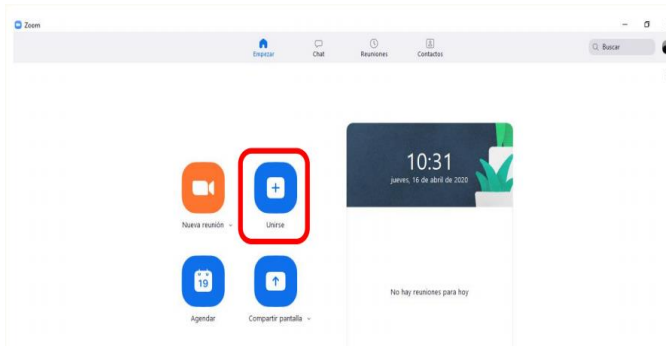 Zoom
Empezar
Chat
Reuniones
Contactos
Buscar
10:31
jueves, 16 de abril de 2020
Nueva reunión
Unirse
19
Agendar
Compartir pantalla
No hay reuniones para hoy